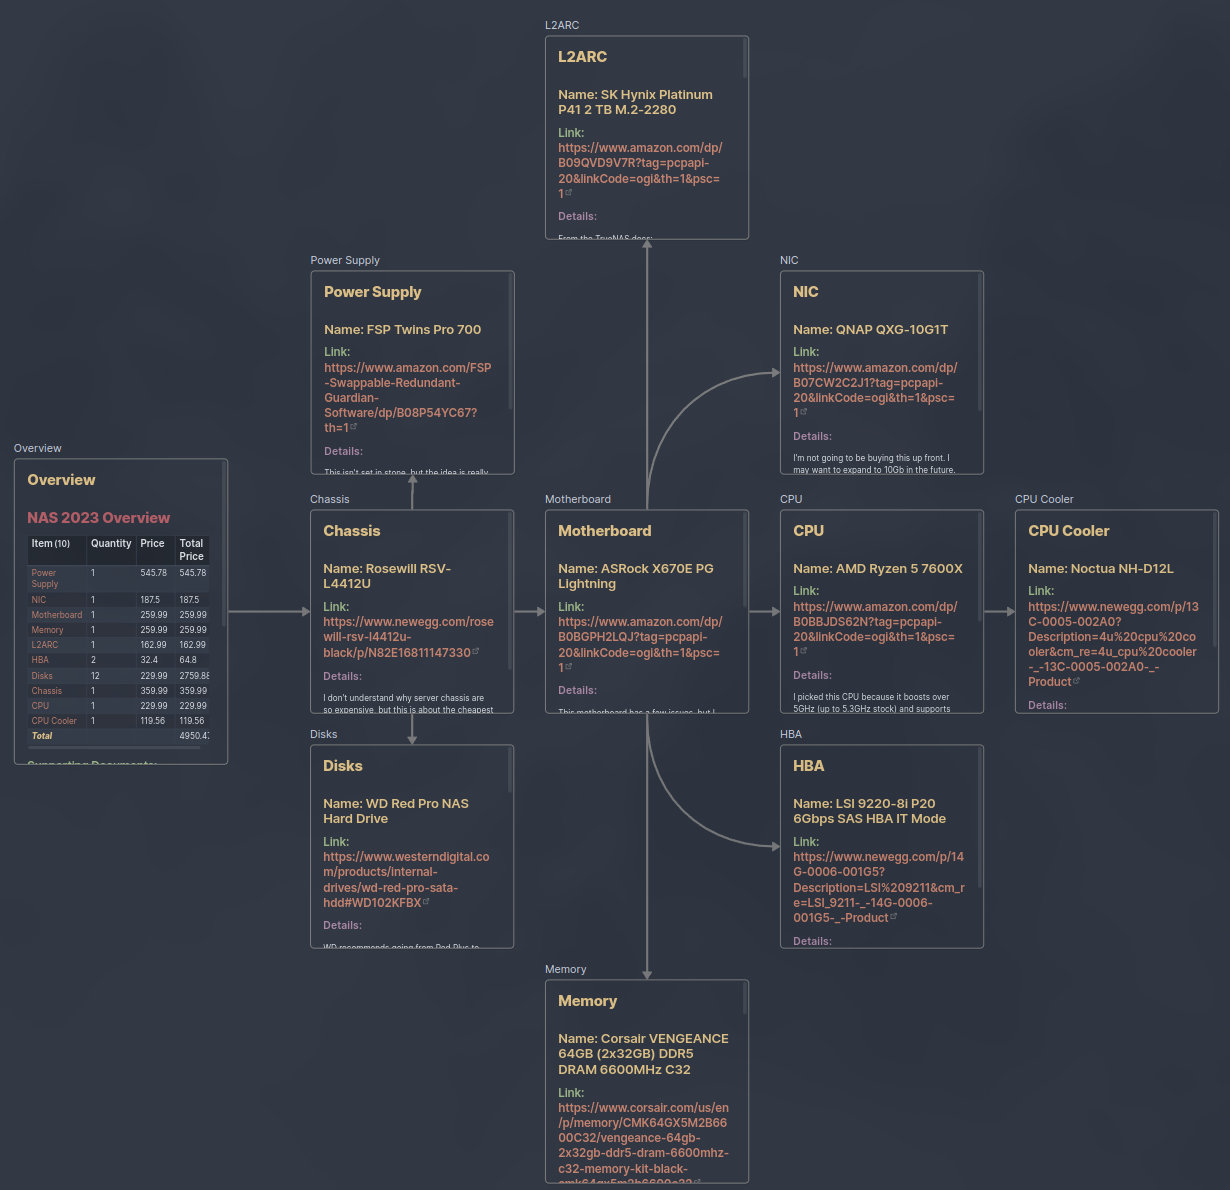 L2ARC
L2ARC
Name: SK Hynix Platinum
P41 2 TB M.2-2280
Link:
https://www.amazon.com/dp/
B09QVD9V7R?tag=pcpapi-
20&linkCode=ogi&th=1&psc=
1
Details:
From the TrueNAS docs:
Power Supply
Power Supply
Name: FSP Twins Pro 700
Link:
https://www.amazon.com/FSP
-Swappable-Redundant-
Guardian-
Software/dp/B08P54YC67?
th=1
Details:
This isn't set in stone, but the idea is really
NIC
NIC
Name: QNAP QXG-10G1T
Link:
https://www.amazon.com/dp/
B07CW2C2J1?tag=pcpapi-
20&linkCode=ogi&th=1&psc=
1
Details:
I'm not going to be buying this up front. I
may want to expand to 10Gb in the future,
Overview
Overview
NAS 2023 Overview
Item (10) Quantity Price Total Price
Power Supply 1 545.78 545.78
NIC 1 187.5 187.5
Motherboard 1 259.99 259.99
Memory 1 259.99 259.99
L2ARC 1 162.99 162.99
HBA 2 32.4 64.8
Disks 12 229.99 2759.88
Chassis 1 359.99 359.99
CPU 1 229.99 229.99
CPU Cooler 1 119.56 119.56
Total 4950.47
Supporting Documents:
Chassis
Chassis
Name: Rosewill RSV-
L4412U
Link:
https://www.newegg.com/rose
will-rsv-l4412u-
black/p/N82E16811147330
Details:
I don't understand why server chassis are
so expensive, but this is about the cheapest
Motherboard
Motherboard
Name: ASRock X670E PG
Lightning
Link:
https://www.amazon.com/dp/
B0BGPH2LQJ?tag=pcpapi-
20&linkCode=ogi&th=1&psc=
1
Details:
This motherboard has a few issues, but I
CPU
CPU
Name: AMD Ryzen 5 7600X
Link:
https://www.amazon.com/dp/
B0BBJDS62N?tag=pcpapi-
20&linkCode=ogi&th=1&psc=
1
Details:
I picked this CPU because it boosts over
5GHz (up to 5.3GHz stock) and supports
CPU Cooler
CPU Cooler
Name: Noctua NH-D12L
Link:
https://www.newegg.com/p/13
C-0005-002A0?
Description=4u%20cpu%20co
oler&cm_re=4u_cpu%20cooler
-_-13C-0005-002A0-_-
Product
Details:
Disks
Disks
Name: WD Red Pro NAS
Hard Drive
Link:
https://www.westerndigital.co
m/products/internal-
drives/wd-red-pro-sata-
hdd#WD102KFBX
Details:
WD recommends going from Red Plus to
HBA
HBA
Name: LSI 9220-8i P20
6Gbps SAS HBA IT Mode
Link:
https://www.newegg.com/p/14
G-0006-001G5?
Description=LSI%209211&cm_r
e=LSI_9211-_-14G-0006-
001G5-_-Product
Details:
Memory
Memory
Name: Corsair VENGEANCE
64GB (2x32GB) DDR5
DRAM 6600MHz C32
Link:
https://www.corsair.com/us/en
/p/memory/CMK64GX5M2B66
00C32/vengeance-64gb-
2x32gb-ddr5-dram-6600mhz-
c32-memory-kit-black-
cmk64gx5m2b6600c32